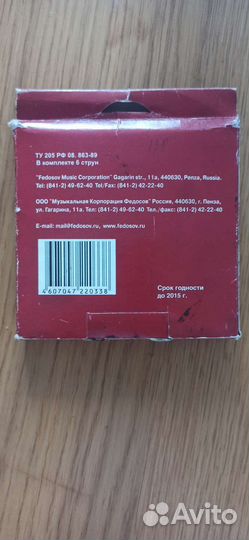 ТУ 205 РФ 08. 863-89
В комплекте 6 струн
"Fedosov Music Corporation" Gagarin str., 11a, 440630, Penza, Russia.
Tel: (841-2) 49-62-40 Tel/Fax: (841-2) 42-22-40
ООО "Музыкальная Корпорация Федосов" Россия, 440630, г. Пенза,
ул. Гагарина, 11а. Тел: (841-2) 49-62-40 Тел./факс: (841-2) 42-22-40
E-mail: mail@fedosov.ru, www.fedosov.ru
Срок годности
до 2015 г.
4607047220338
Avito